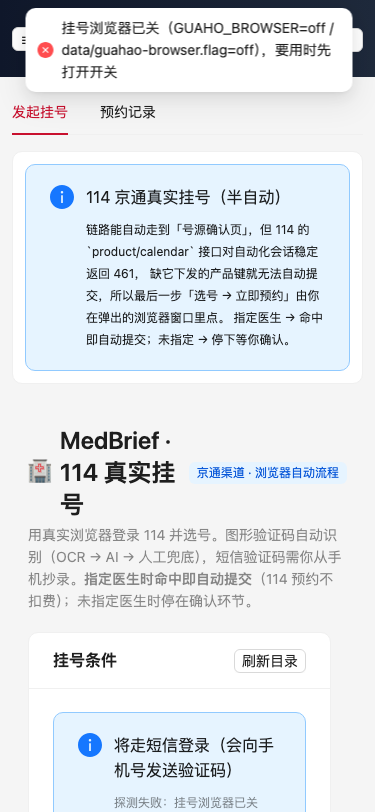 挂号浏览器已关（GUAHO_BROWSER=off /
data/guahao-browser.flag=off），要用时先
打开开关
发起挂号
预约记录
114 京通真实挂号（半自动）
链路能自动走到「号源确认页」，但 114 的
`product/calendar` 接口对自动化会话稳定
返回 461， 缺它下发的产品键就无法自动提
交，所以最后一步「选号 → 立即预约」由你
在弹出的浏览器窗口里点。 指定医生 → 命中
即自动提交；未指定 → 停下等你确认。
MedBrief ·
114 真实挂
号
京通渠道 · 浏览器自动流程
用真实浏览器登录 114 并选号。图形验证码自动识
别（OCR → AI → 人工兜底），短信验证码需你从手
机抄录。指定医生时命中即自动提交（114 预约不
扣费）；未指定医生时停在确认环节。
挂号条件
刷新目录
将走短信登录（会向手
机号发送验证码）
探测失败：挂号浏览器已关